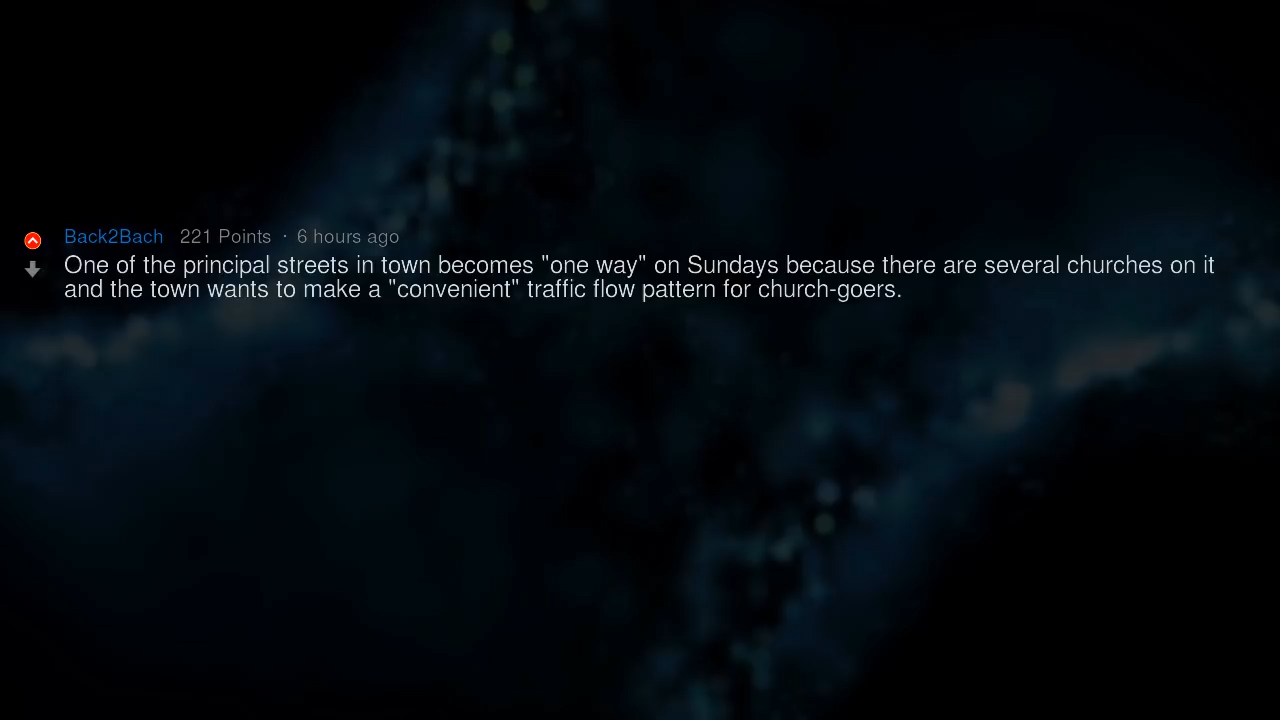 Back2Bach 221 Points · 6 hours ago
One of the principal streets in town becomes "one way" on Sundays because there are several churches on it
and the town wants to make a "convenient" traffic flow pattern for church-goers.